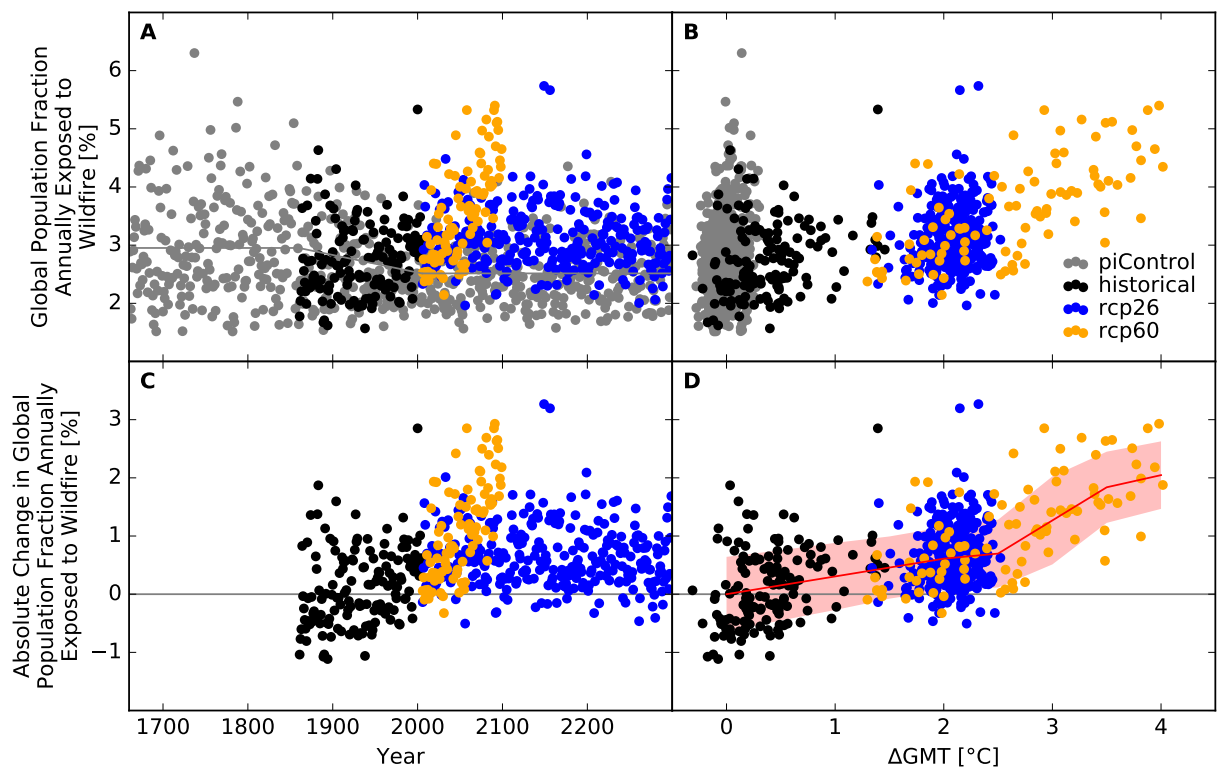 A
B
Global Population Fraction
Annually Exposed to
Wildfire [%]
6
5
4
3
2
piControl
historical
rcp26
rcp60
C
D
Absolute Change in Global
Population Fraction Annually
Exposed to Wildfire [%]
3
2
1
0
−1
1700 1800 1900 2000 2100 2200
0 1 2 3 4
Year
ΔGMT [°C]